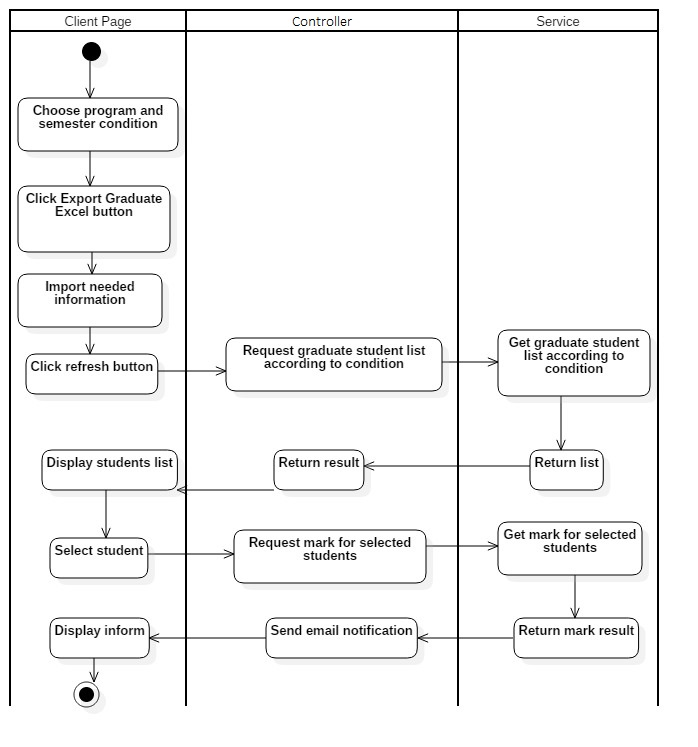 Client Page
Controller
Service
Choose program and
semester condition
Click Export Graduate
Excel button
Import needed
information
Click refresh button
Request graduate student list
according to condition
Get graduate student
list according to
condition
Display students list
Return result
Return list
Select student
Request mark for selected
students
Get mark for selected
students
Display inform
Send email notification
Return mark result